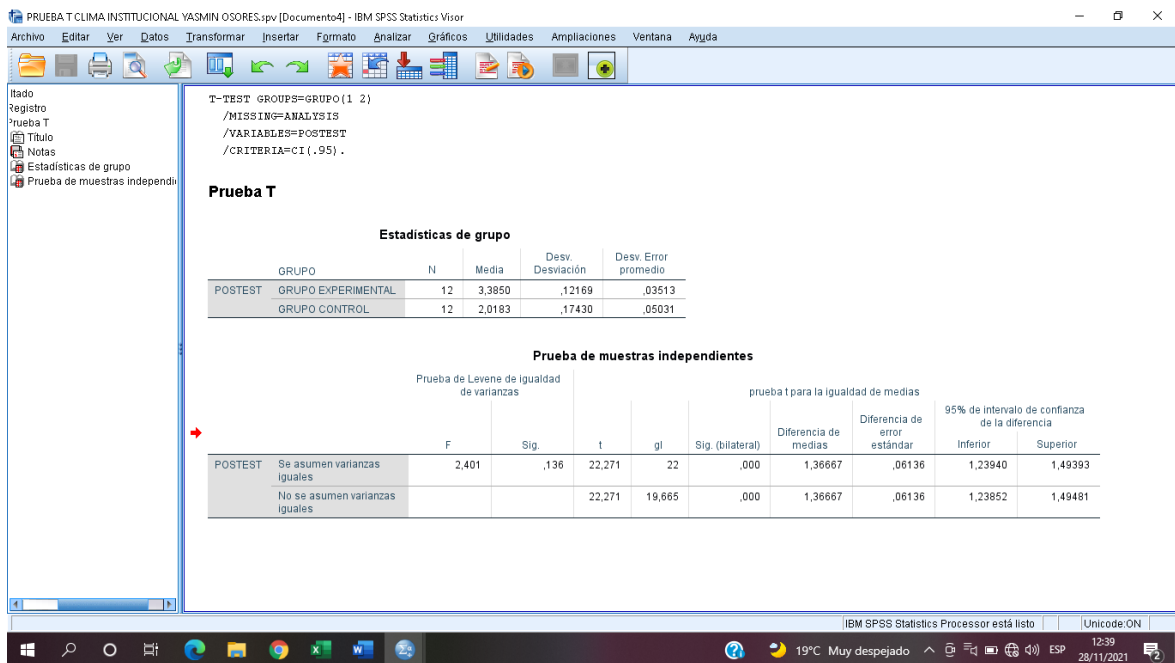 PRUEBA T CLIMA INSTITUCIONAL YASMIN OSORES.spv [Documento4] - IBM SPSS Statistics Visor
Archivo Editar Ver Datos Transformar Insertar Formato Analizar Gráficos Utilidades Ampliaciones Ventana Ayuda
ltado
Registro
Prueba T
Título
Notas
Estadísticas de grupo
Prueba de muestras independi
T-TEST GROUPS=GRUPO(1 2)
/MISSING=ANALYSIS
/VARIABLES=POSTEST
/CRITERIA=CI(.95).
Prueba T
Estadísticas de grupo
GRUPO N Media Desv. Desviación Desv. Error promedio
POSTEST GRUPO EXPERIMENTAL 12 3,3850 ,12169 ,03513
GRUPO CONTROL 12 2,0183 ,17430 ,05031
Prueba de muestras independientes
Prueba de Levene de igualdad de varianzas
prueba t para la igualdad de medias
F Sig. t gl Sig. (bilateral) Diferencia de medias Diferencia de error estándar 95% de intervalo de confianza de la diferencia
Inferior Superior
POSTEST Se asumen varianzas iguales 2,401 ,136 22,271 22 ,000 1,36667 ,06136 1,23940 1,49393
No se asumen varianzas iguales 22,271 19,665 ,000 1,36667 ,06136 1,23852 1,49481
IBM SPSS Statistics Processor está listo Unicode:ON
19°C Muy despejado ESP 12:39
28/11/2021